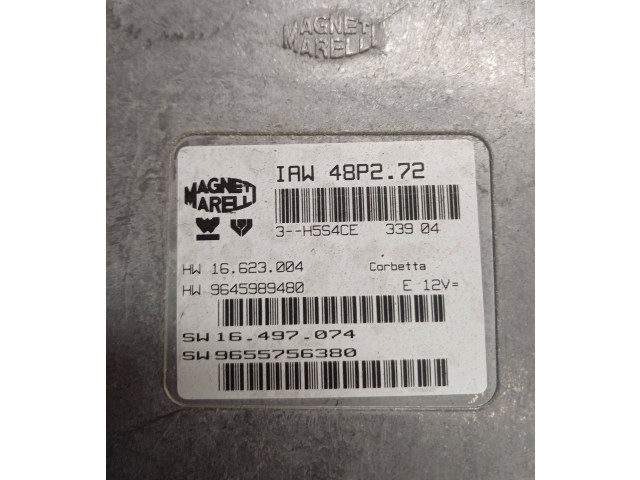 MAGNETI
MARELLI
IAW 48P2.72
MAGNETI
MARELLI
3--H5S4CE 339 04
HW 16.623.004 Corbetta
HW 9645989480 E 12V=
SW 16.497.074
SW 9655756380